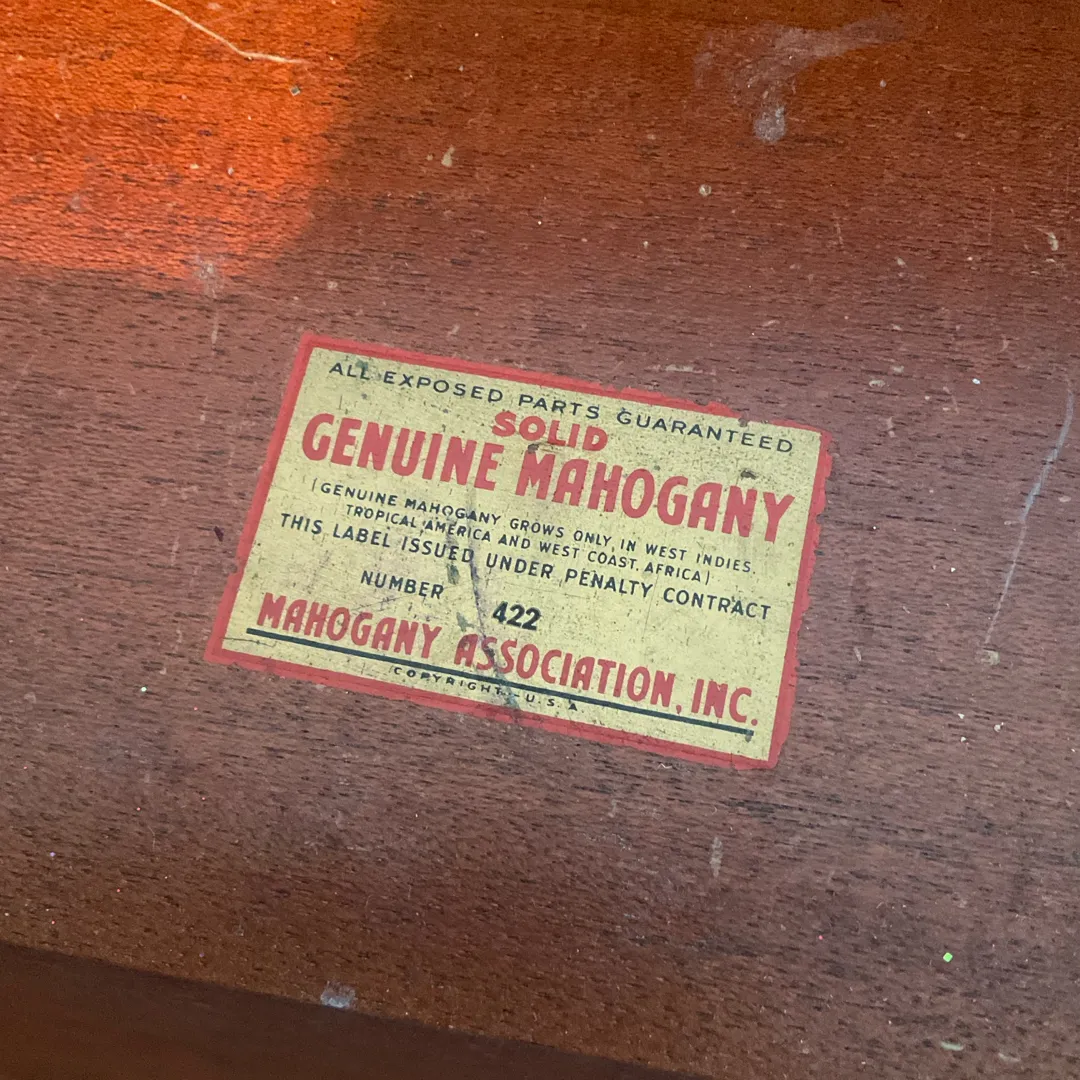 ALL EXPOSED PARTS GUARANTEED
SOLID
GENUINE MAHOGANY
(GENUINE MAHOGANY GROWS ONLY, IN WEST INDIES,
TROPICAL, AMERICA AND WEST COAST, AFRICA)
THIS LABEL ISSUED UNDER PENALTY CONTRACT
NUMBER 422
MAHOGANY ASSOCIATION, INC.
COPYRIGHT - U.S.A.